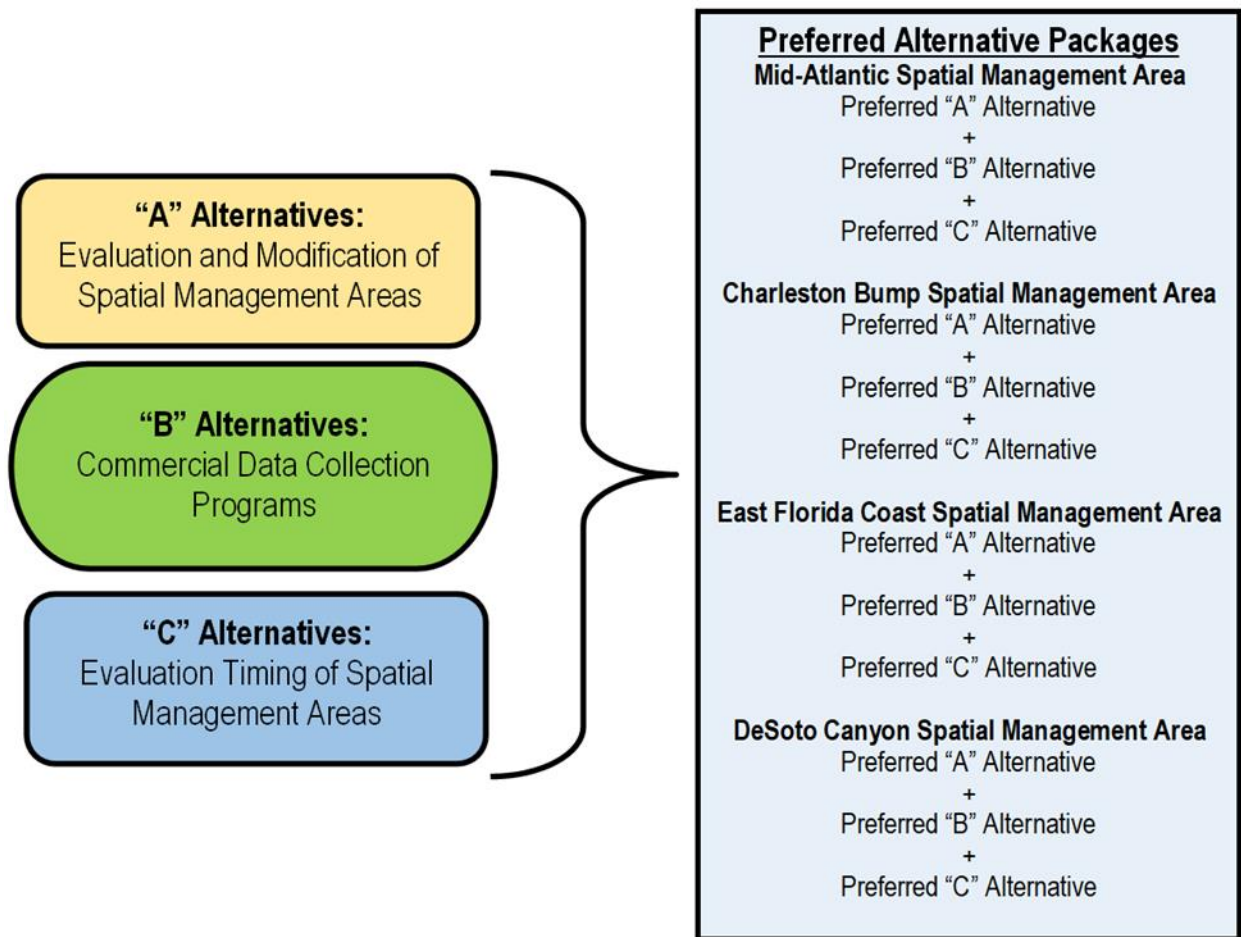 “A” Alternatives:
Evaluation and Modification of
Spatial Management Areas
“B” Alternatives:
Commercial Data Collection
Programs
“C” Alternatives:
Evaluation Timing of Spatial
Management Areas
Preferred Alternative Packages
Mid-Atlantic Spatial Management Area
Preferred “A” Alternative
+
Preferred “B” Alternative
+
Preferred “C” Alternative
Charleston Bump Spatial Management Area
Preferred “A” Alternative
+
Preferred “B” Alternative
+
Preferred “C” Alternative
East Florida Coast Spatial Management Area
Preferred “A” Alternative
+
Preferred “B” Alternative
+
Preferred “C” Alternative
DeSoto Canyon Spatial Management Area
Preferred “A” Alternative
+
Preferred “B” Alternative
+
Preferred “C” Alternative